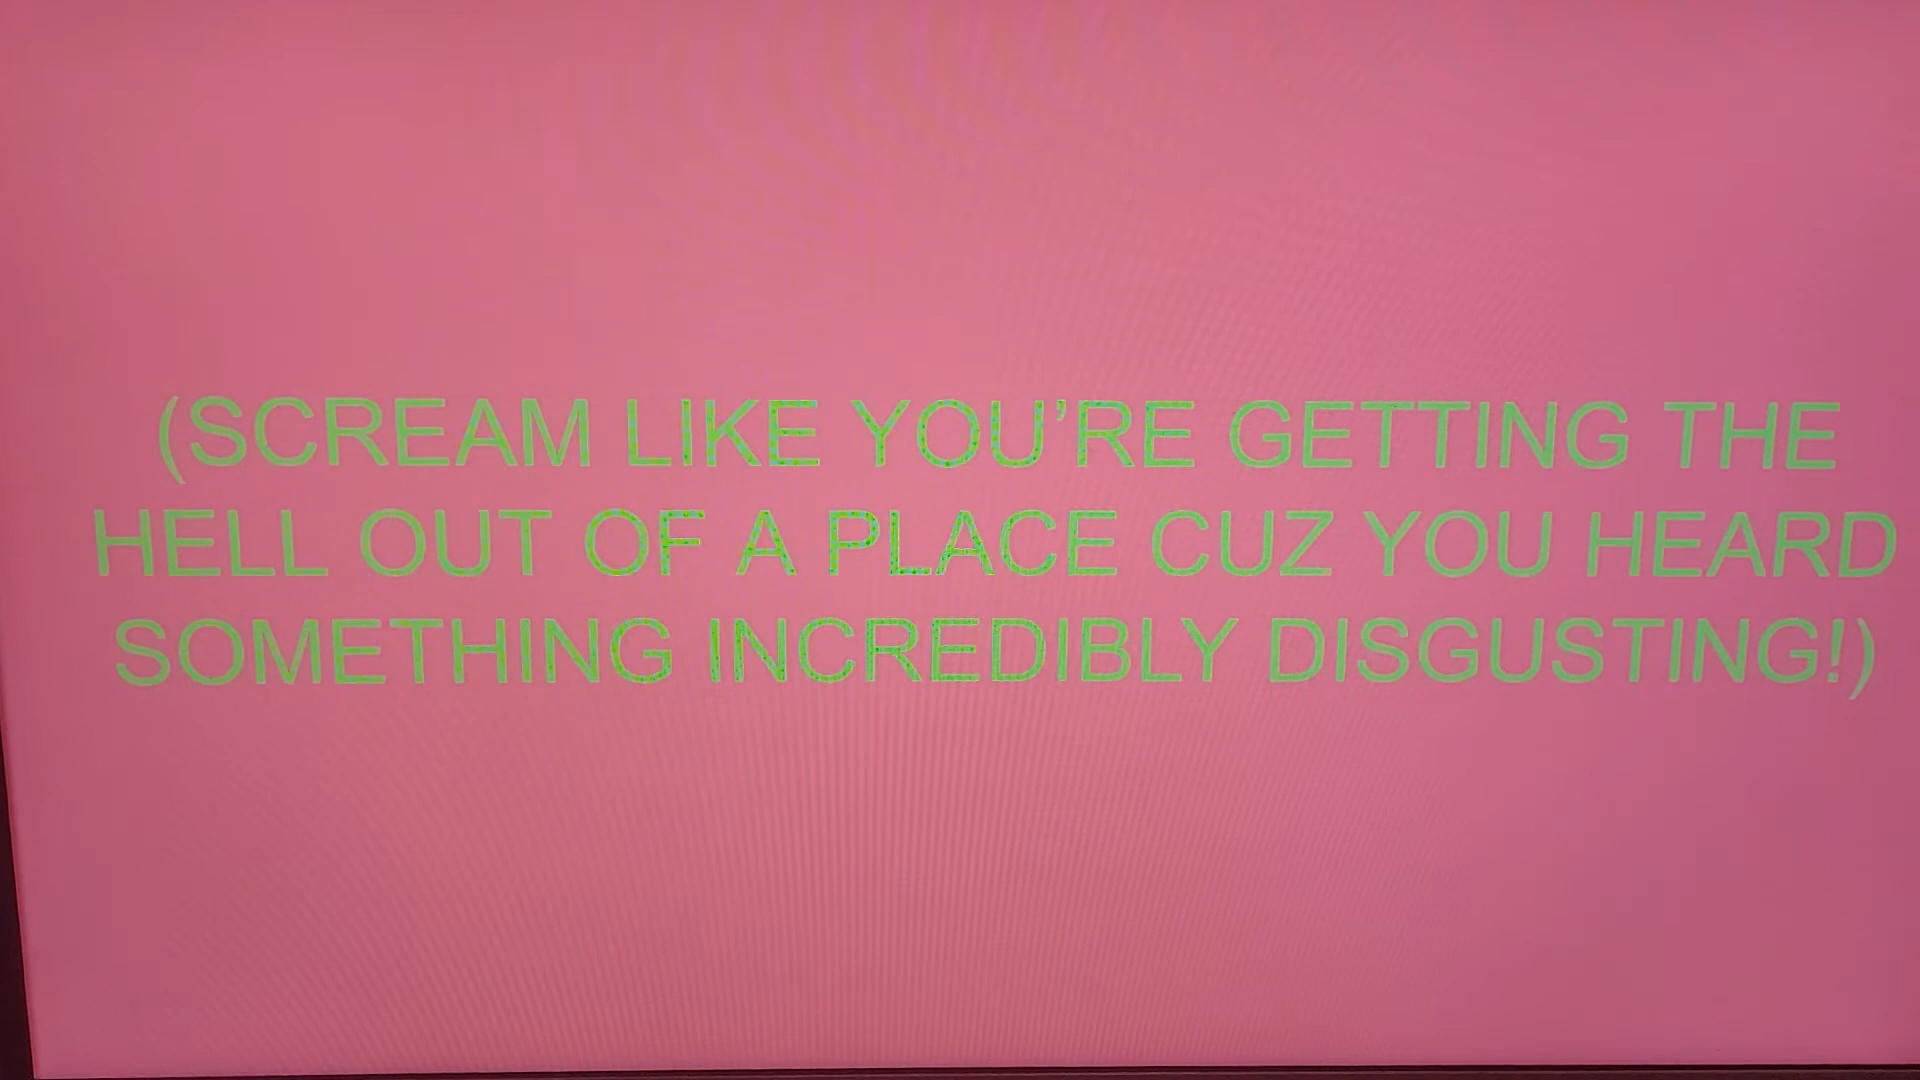 (SCREAM LIKE YOU’RE GETTING THE
HELL OUT OF A PLACE CUZ YOU HEARD
SOMETHING INCREDIBLY DISGUSTING!)